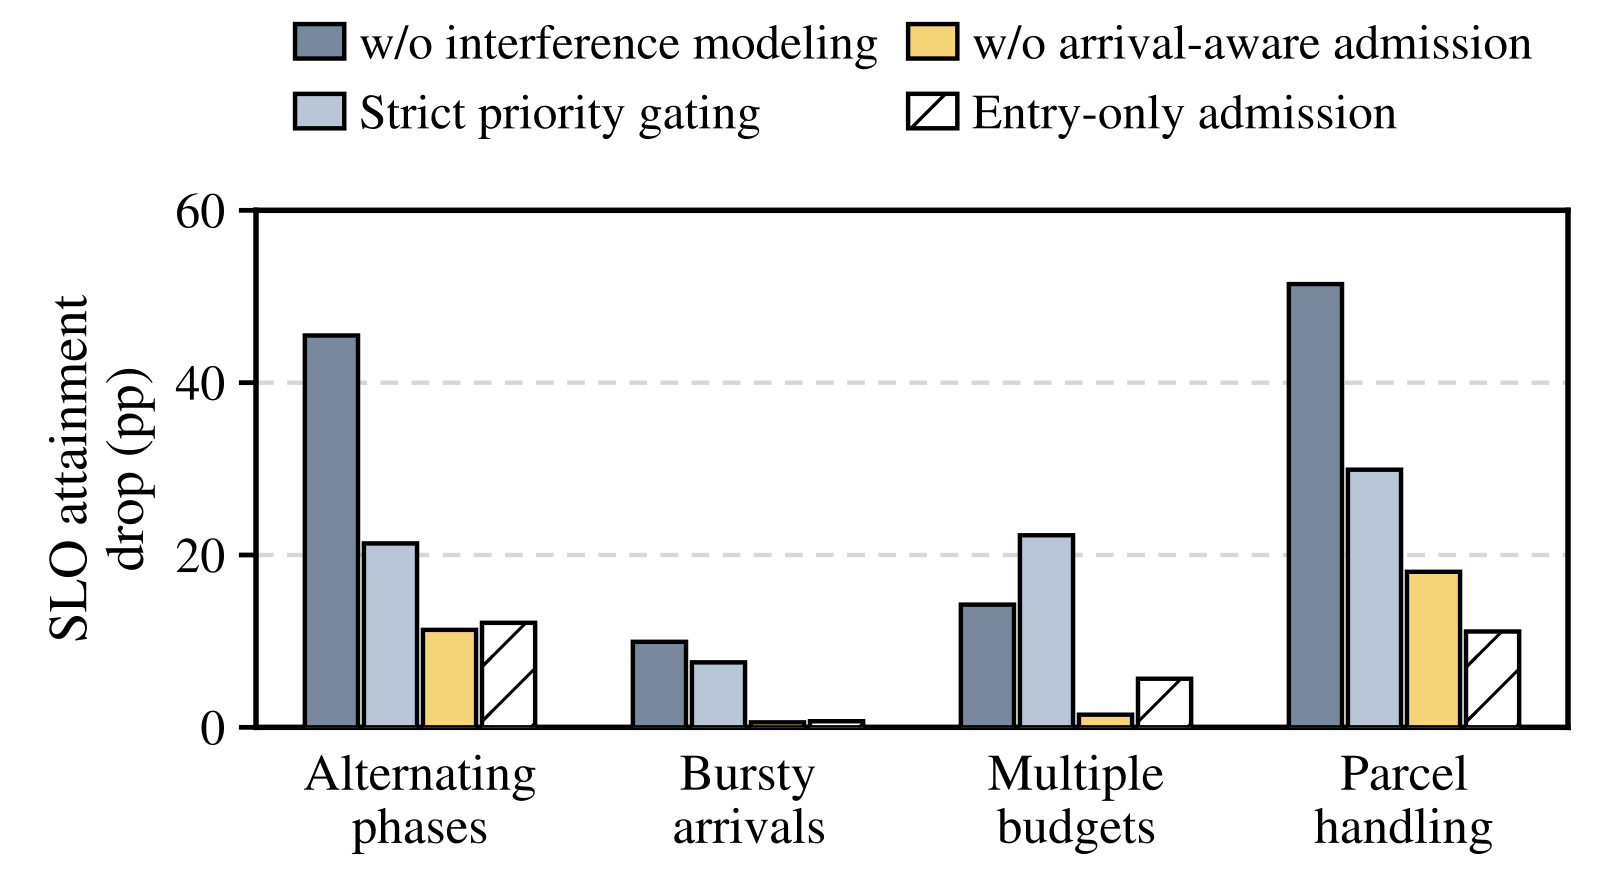 w/o interference modeling
w/o arrival-aware admission
Strict priority gating
Entry-only admission
SLO attainment
drop (pp)
60
40
20
0
Alternating
phases
Bursty
arrivals
Multiple
budgets
Parcel
handling